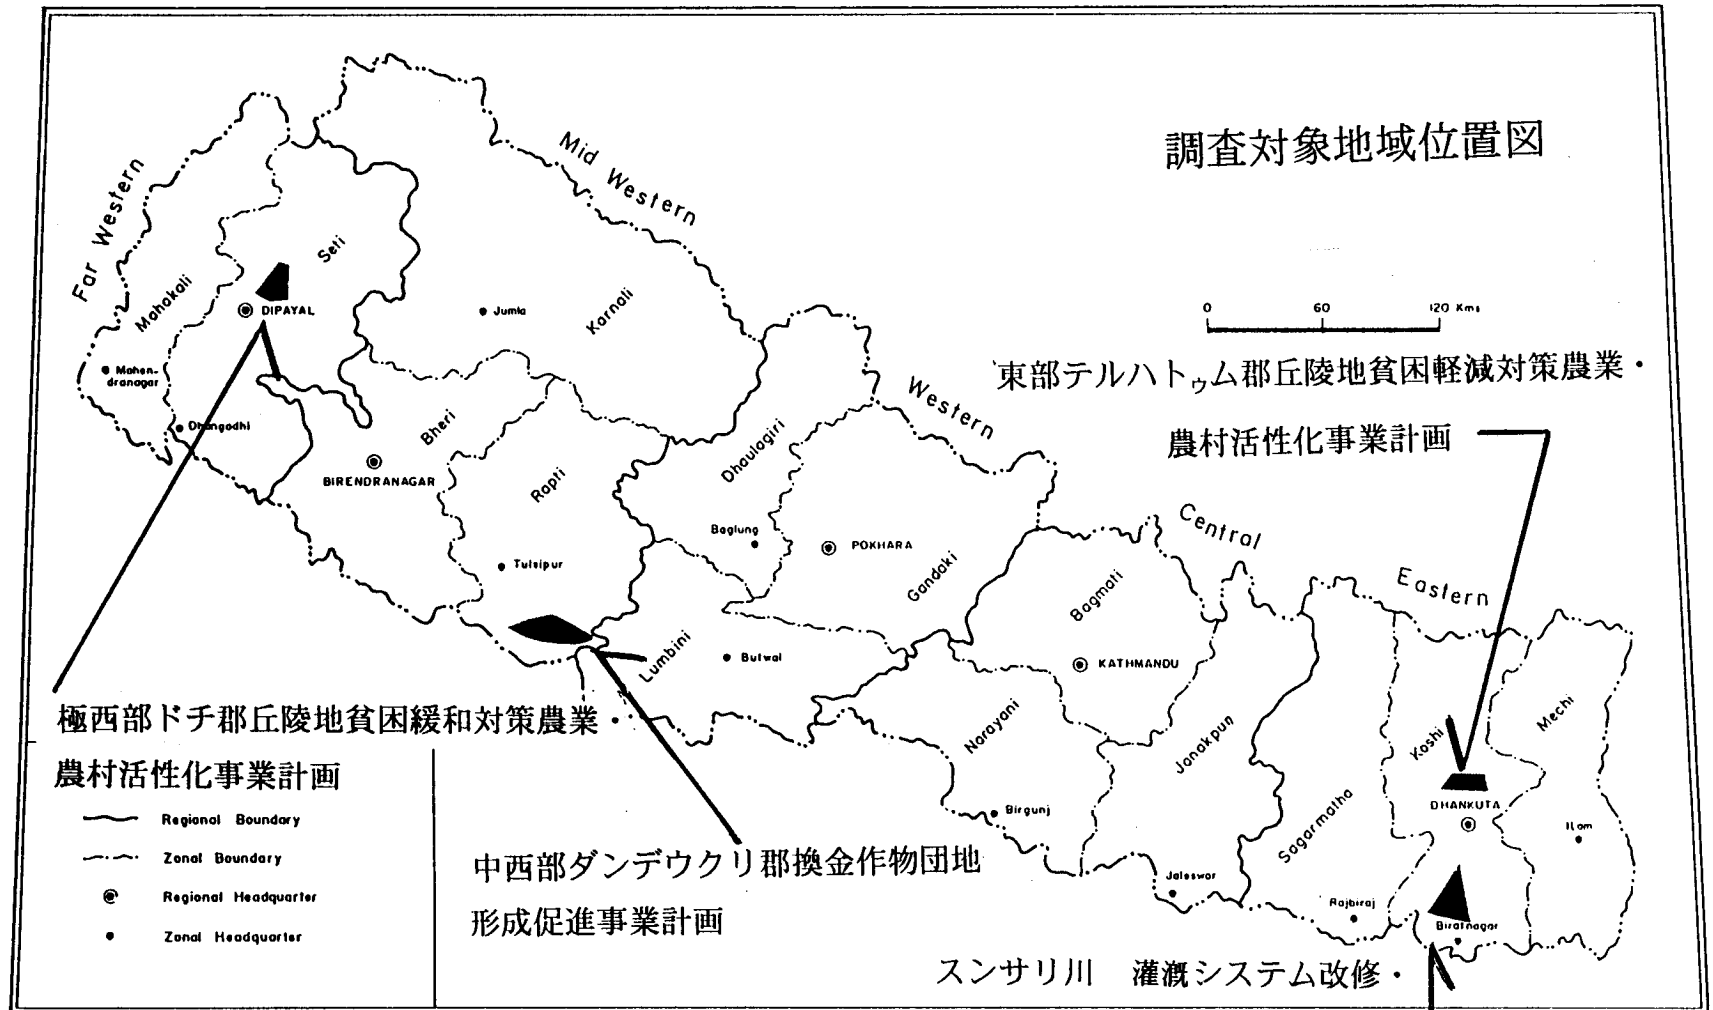 調査対象地域位置図
Far Western
Mid Western
Western
Central
Eastern
0 60 120 Kms
Mahakali
Seti
Karnali
DIPAYAL
Jumla
Mahen-
dranagar
Dhangadhi
Bheri
BIRENDRANAGAR
Rapti
Tulsipur
Dhaulagiri
Baglung
POKHARA
Gandaki
Lumbini
Butwal
Bagmati
KATHMANDU
Narayani
Birgunj
Janakpun
Jaleswar
Sagarmatha
Rajbiraj
Koshi
DHANKUTA
Biratnagar
Mechi
Ilam
東部テルハトゥム郡丘陵地貧困軽減対策農業・
農村活性化事業計画
極西部ドチ郡丘陵地貧困緩和対策農業・
農村活性化事業計画
中西部ダンデウクリ郡換金作物団地
形成促進事業計画
スンサリ川 灌漑システム改修・
Regional Boundary
Zonal Boundary
Regional Headquarter
Zonal Headquarter